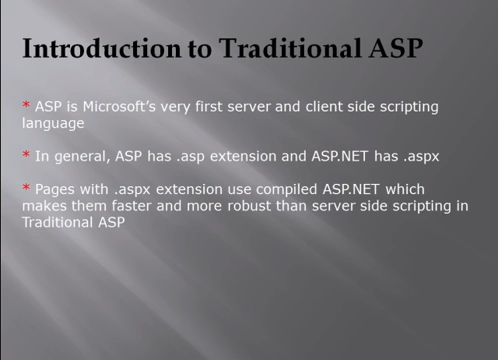 Introduction to Traditional ASP
* ASP is Microsoft's very first server and client side scripting
language
* In general, ASP has .asp extension and ASP.NET has .aspx
* Pages with .aspx extension use compiled ASP.NET which
makes them faster and more robust than server side scripting in
Traditional ASP